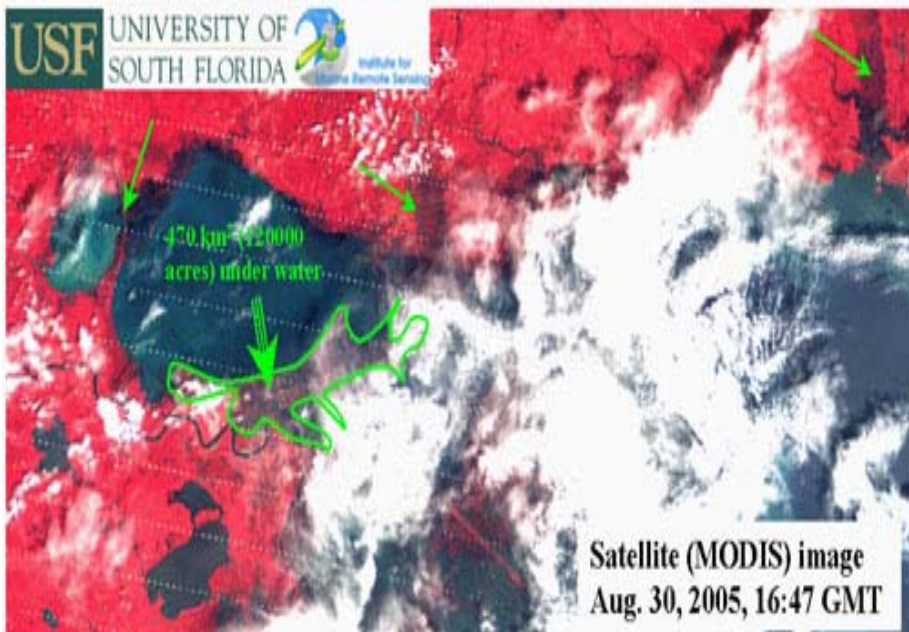 USF UNIVERSITY OF
SOUTH FLORIDA
Institute for
Marine Remote Sensing
470 km² (120000
acres) under water
Satellite (MODIS) image
Aug. 30, 2005, 16:47 GMT